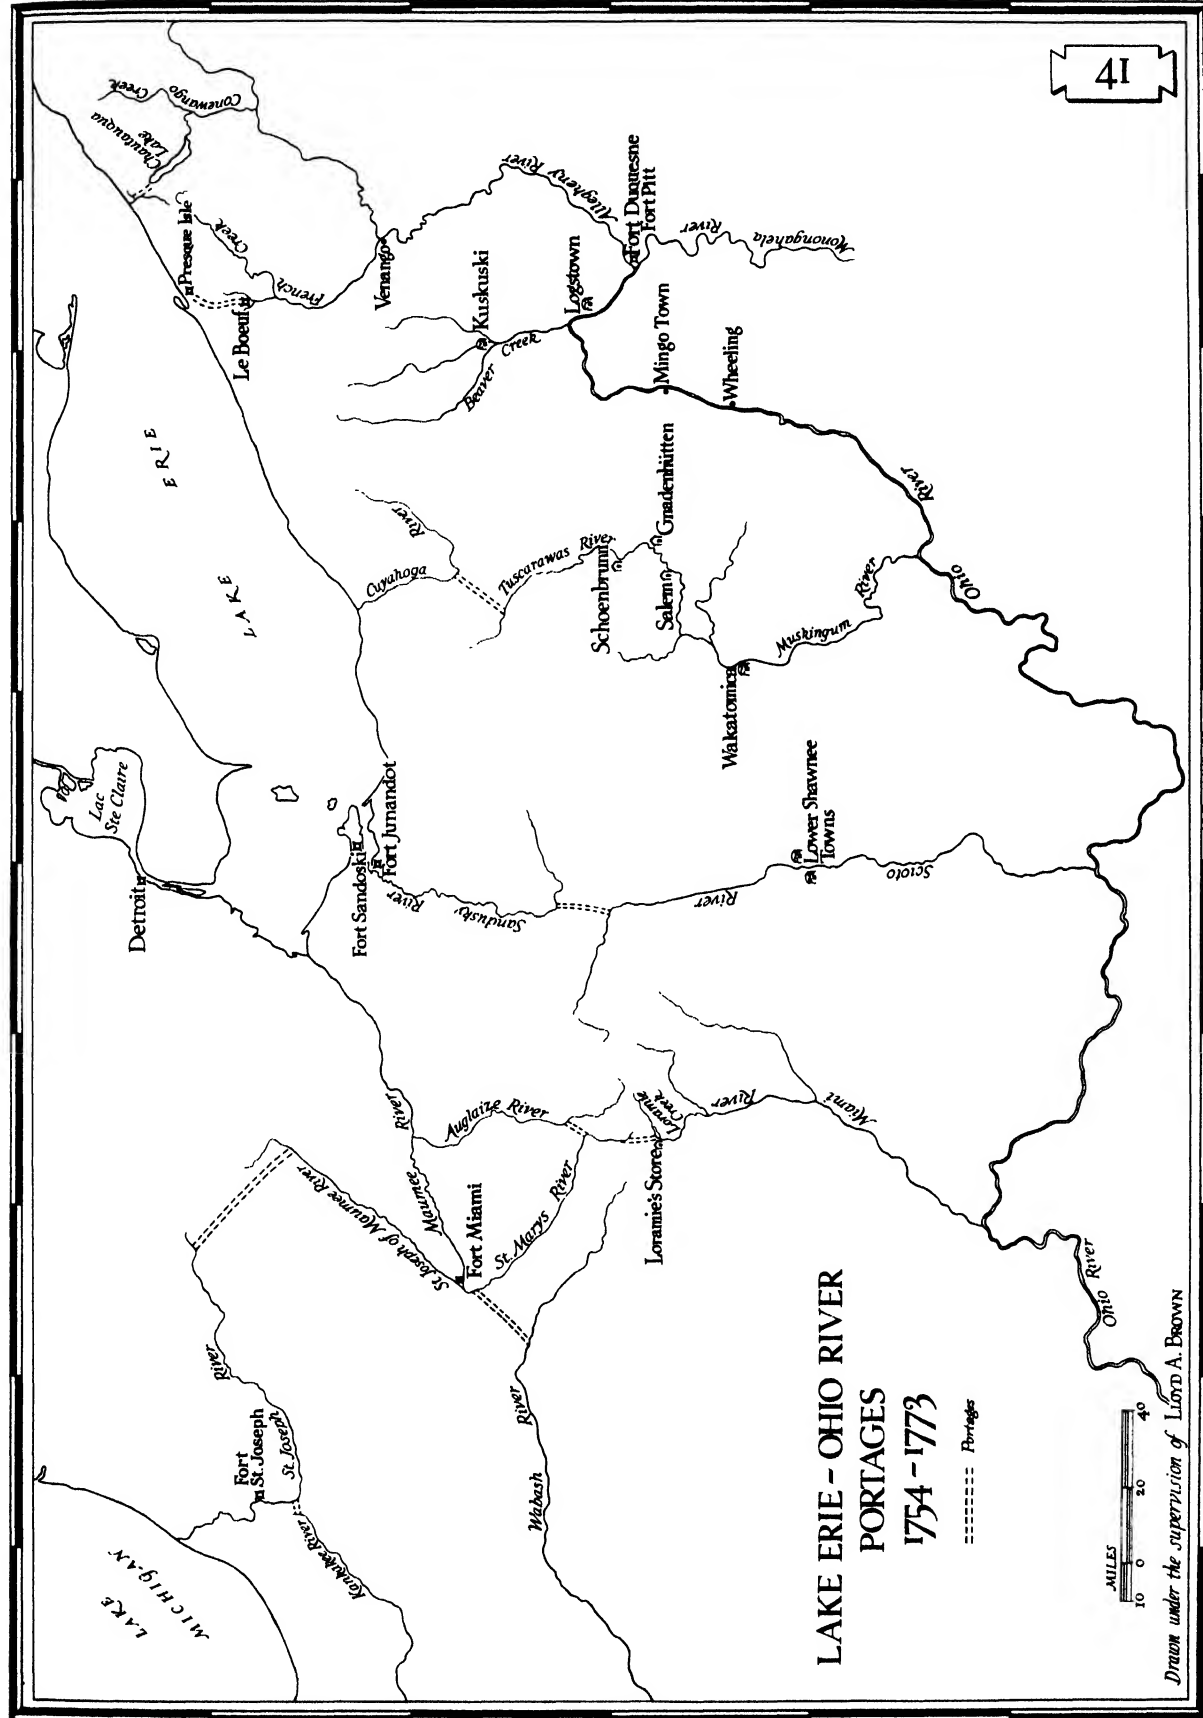 41
LAKE ERIE - OHIO RIVER
PORTAGES
1754-1773
Portages
MILES
10 0 20 40
Drawn under the supervision of LLOYD A. BROWN
LAKE
MICHIGAN
Fort
St. Joseph
St. Joseph
River
Kankakee River
St. Joseph of Maumee River
Maumee
River
Fort Miami
St. Marys River
Auglaize River
Wabash
River
Loramie's Store
Loramie
Creek
Miami
River
Ohio River
Detroit
Lac
Ste Claire
LAKE ERIE
Fort Sandoski
Fort Junandot
Sandusky
River
Scioto
River
Lower Shawnee
Towns
Cuyahoga
River
Tuscarawas River
Schoenbrunn
Gnadenhütten
Salem
Wakatomica
Muskingum
River
Ohio
River
Wheeling
Mingo Town
Logstown
Beaver
Creek
Kuskuski
Fort Duquesne
Fort Pitt
Monongahela
River
Allegheny River
Venango
French
Creek
Le Boeuf
Presque Isle
Chautauqua
Lake
Conewango
Creek